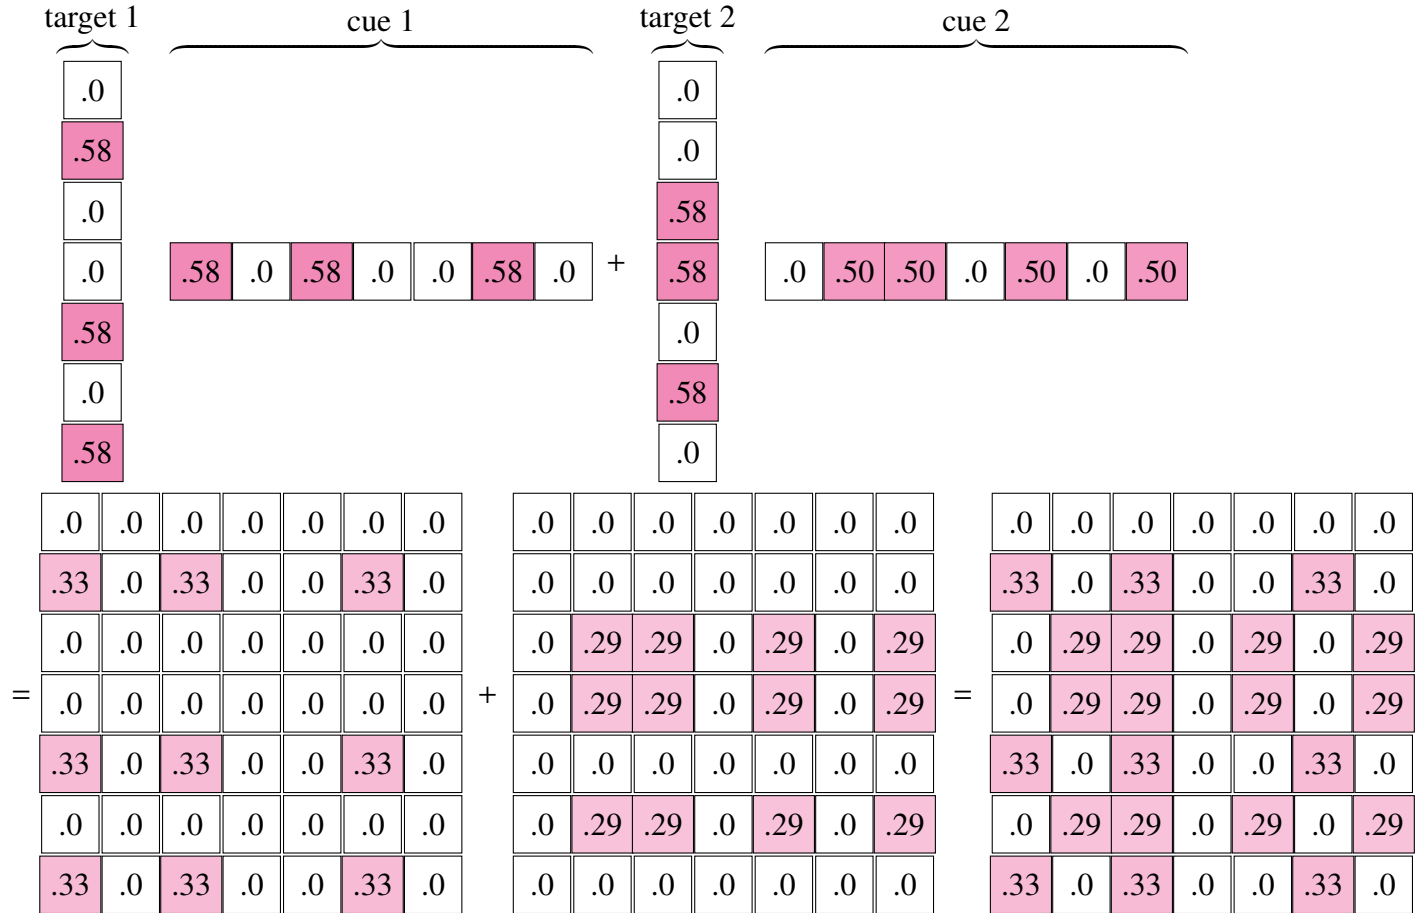 target 1 cue 1 target 2 cue 2
.0 .0
.58 .0
.0 .58
.0 .58 .0 .58 .0 .0 .58 .0 + .58 .0 .50 .50 .0 .50 .0 .50
.58 .0
.0 .58
.58 .0
.0 .0 .0 .0 .0 .0 .0 .0 .0 .0 .0 .0 .0 .0 .0 .0 .0 .0 .0 .0 .0
.33 .0 .33 .0 .0 .33 .0 .0 .0 .0 .0 .0 .0 .0 .33 .0 .33 .0 .0 .33 .0
.0 .0 .0 .0 .0 .0 .0 .0 .29 .29 .0 .29 .0 .29 .0 .29 .29 .0 .29 .0 .29
= .0 .0 .0 .0 .0 .0 .0 + .0 .29 .29 .0 .29 .0 .29 = .0 .29 .29 .0 .29 .0 .29
.33 .0 .33 .0 .0 .33 .0 .0 .0 .0 .0 .0 .0 .0 .33 .0 .33 .0 .0 .33 .0
.0 .0 .0 .0 .0 .0 .0 .0 .29 .29 .0 .29 .0 .29 .0 .29 .29 .0 .29 .0 .29
.33 .0 .33 .0 .0 .33 .0 .0 .0 .0 .0 .0 .0 .0 .33 .0 .33 .0 .0 .33 .0